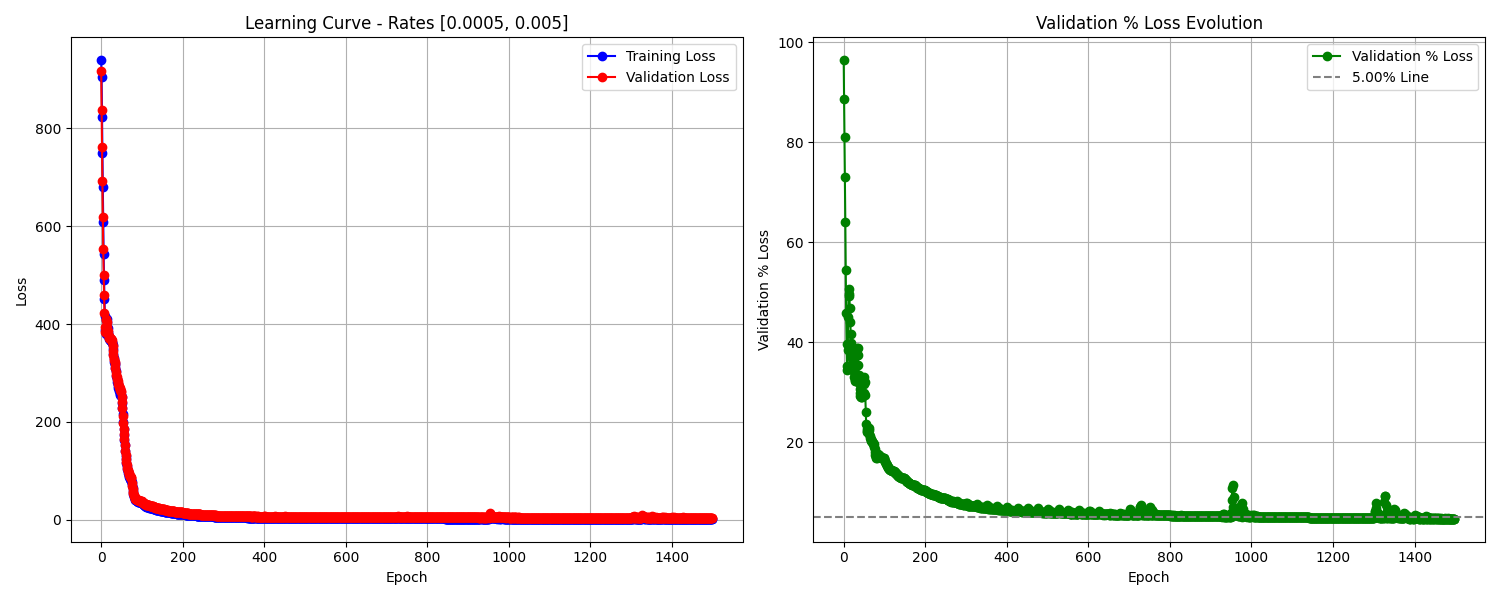 Learning Curve - Rates [0.0005, 0.005]
Training Loss
Validation Loss
Loss
800
600
400
200
0
0 200 400 600 800 1000 1200 1400
Epoch
Validation % Loss Evolution
Validation % Loss
5.00% Line
Validation % Loss
100
80
60
40
20
0 200 400 600 800 1000 1200 1400
Epoch